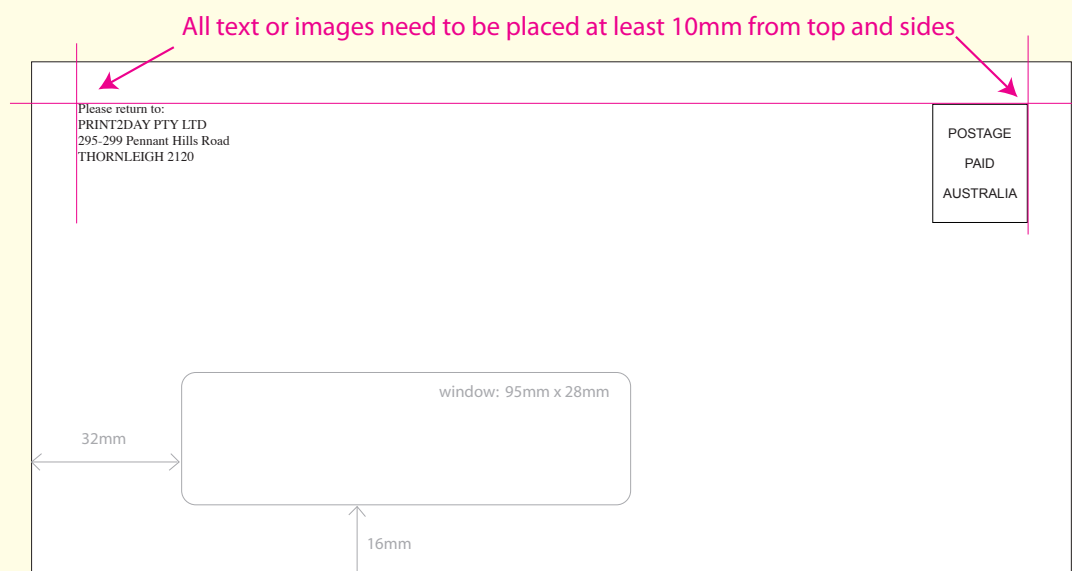 All text or images need to be placed at least 10mm from top and sides
Please return to:
PRINT2DAY PTY LTD
295-299 Pennant Hills Road
THORNLEIGH 2120
POSTAGE
PAID
AUSTRALIA
window: 95mm x 28mm
32mm
16mm